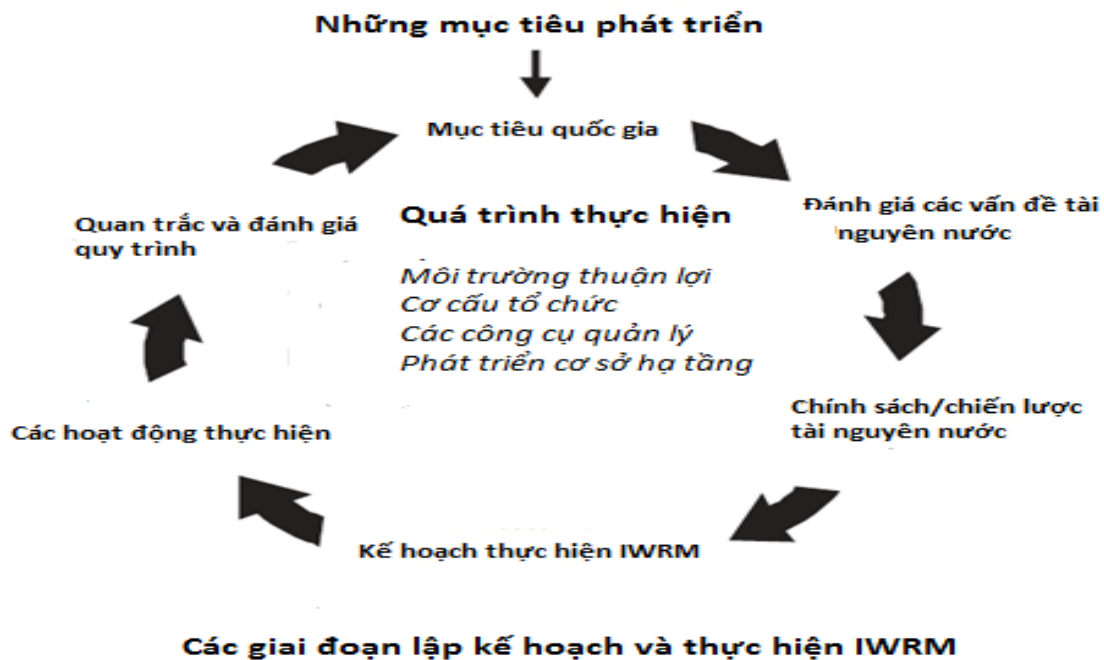 Những mục tiêu phát triển
Mục tiêu quốc gia
Quan trắc và đánh giá
quy trình
Quá trình thực hiện
Môi trường thuận lợi
Cơ cấu tổ chức
Các công cụ quản lý
Phát triển cơ sở hạ tầng
Đánh giá các vấn đề tài
nguyên nước
Chính sách/chiến lược
tài nguyên nước
Các hoạt động thực hiện
Kế hoạch thực hiện IWRM
Các giai đoạn lập kế hoạch và thực hiện IWRM